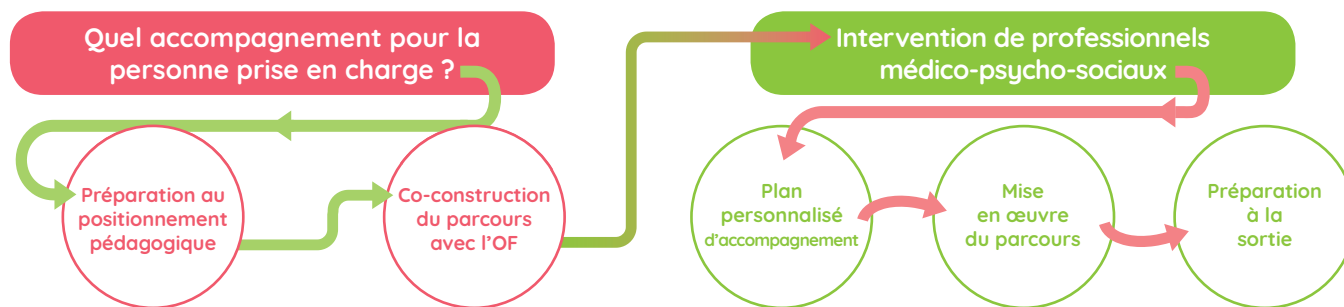 Quel accompagnement pour la
personne prise en charge ?
Préparation au
positionnement
pédagogique
Co-construction
du parcours
avec l'OF
Intervention de professionnels
médico-psycho-sociaux
Plan
personnalisé
d'accompagnement
Mise
en œuvre
du parcours
Préparation
à la
sortie